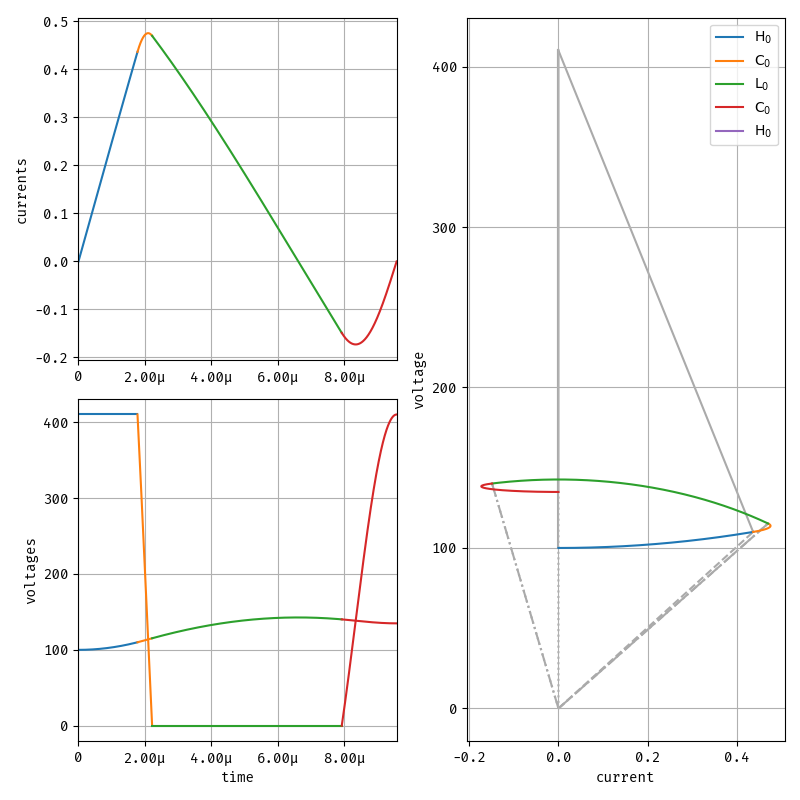 currents
0.5
0.4
0.3
0.2
0.1
0.0
-0.1
-0.2
0 2.00µ 4.00µ 6.00µ 8.00µ
voltages
400
300
200
100
0
0 2.00µ 4.00µ 6.00µ 8.00µ
time
voltage
400
300
200
100
0
-0.2 0.0 0.2 0.4
current
H₀
C₀
L₀
C₀
H₀